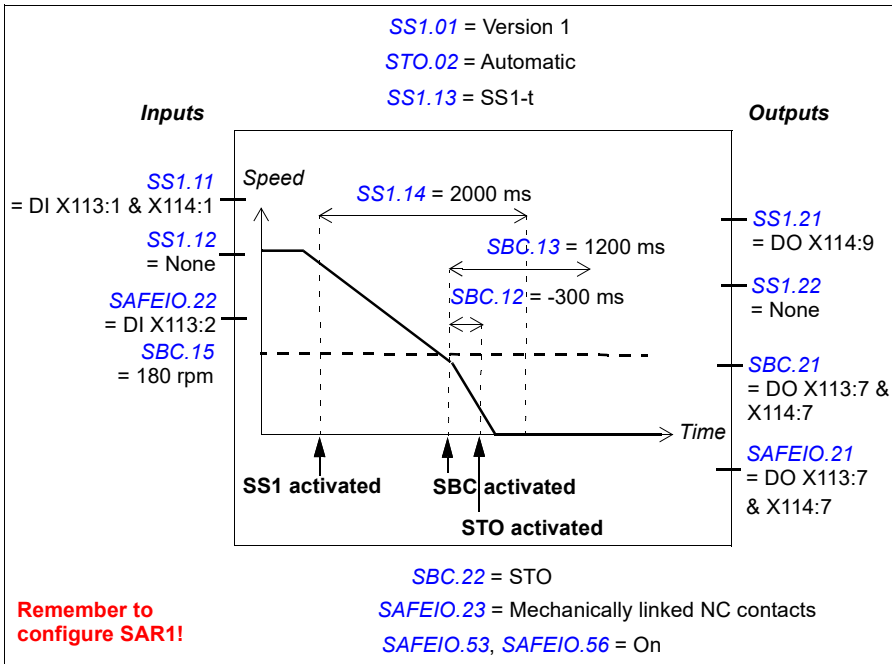 SS1.01 = Version 1
STO.02 = Automatic
SS1.13 = SS1-t
Inputs
Outputs
SS1.11
= DI X113:1 & X114:1
SS1.12
= None
SAFEIO.22
= DI X113:2
SBC.15
= 180 rpm
Speed
SS1.14 = 2000 ms
SBC.13 = 1200 ms
SBC.12 = -300 ms
Time
SS1 activated
SBC activated
STO activated
SS1.21
= DO X114:9
SS1.22
= None
SBC.21
= DO X113:7 &
X114:7
SAFEIO.21
= DO X113:7
& X114:7
SBC.22 = STO
SAFEIO.23 = Mechanically linked NC contacts
SAFEIO.53, SAFEIO.56 = On
Remember to
configure SAR1!